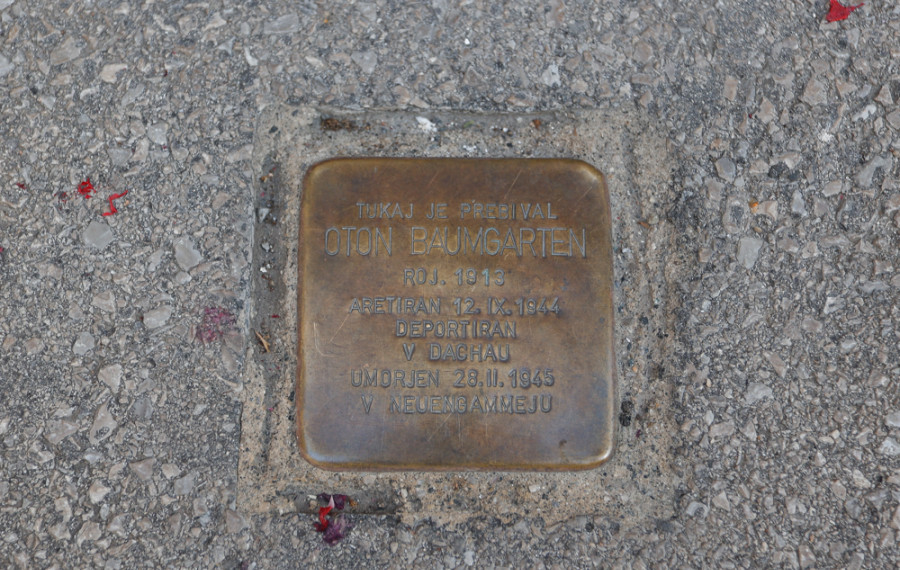 TUKAJ JE PREBIVAL
OTON BAUMGARTEN
ROJ. 1913
ARETIRAN 12.IX.1944
DEPORTIRAN
V DACHAU
UMORJEN 28.II.1945
V NEUENGAMMEJU